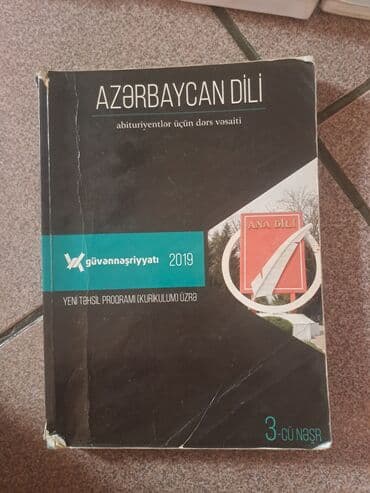 AZƏRBAYCAN DİLİ
abituriyentlər üçün dərs vəsaiti
güvənnəşriyyatı 2019
YENİ TƏHSİL PROQRAMI (KURİKULUM) ÜZRƏ
ANA DİLİ
3-CÜ NƏŞR